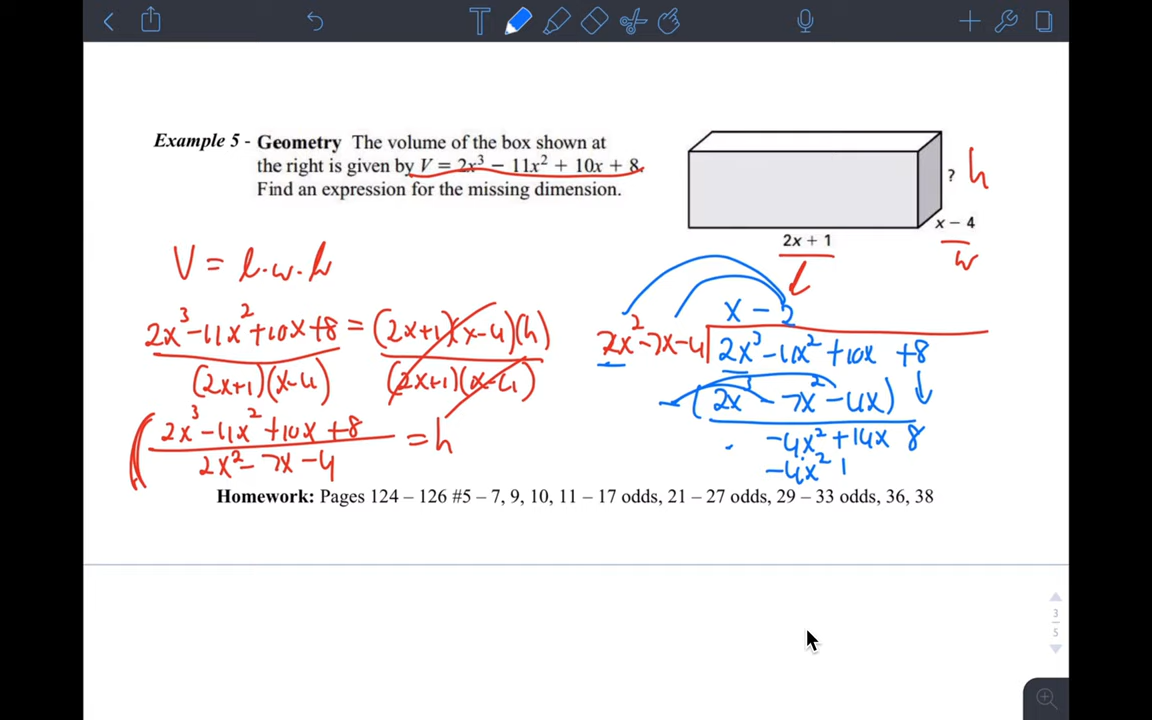 Example 5 - Geometry The volume of the box shown at
the right is given by V = 2x³ − 11x² + 10x + 8.
Find an expression for the missing dimension.
? h
x − 4
w
2x + 1
l
V = l·w·h
2x³-11x²+10x+8 = (2x+1)(x-4)(h)
(2x+1)(x-4) (2x+1)(x-4)
2x³-11x²+10x+8 = h
2x²-7x-4
x - 2
2x²-7x-4 2x³-11x²+10x +8
-(2x³-7x²-4x)
-4x²+14x 8
-4x²
Homework: Pages 124 – 126 #5 – 7, 9, 10, 11 – 17 odds, 21 – 27 odds, 29 – 33 odds, 36, 38
3
5